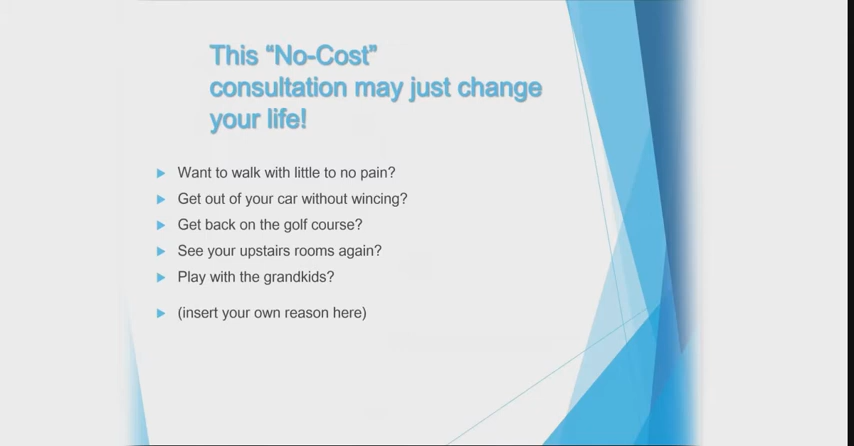 This “No-Cost”
consultation may just change
your life!
Want to walk with little to no pain?
Get out of your car without wincing?
Get back on the golf course?
See your upstairs rooms again?
Play with the grandkids?
(insert your own reason here)